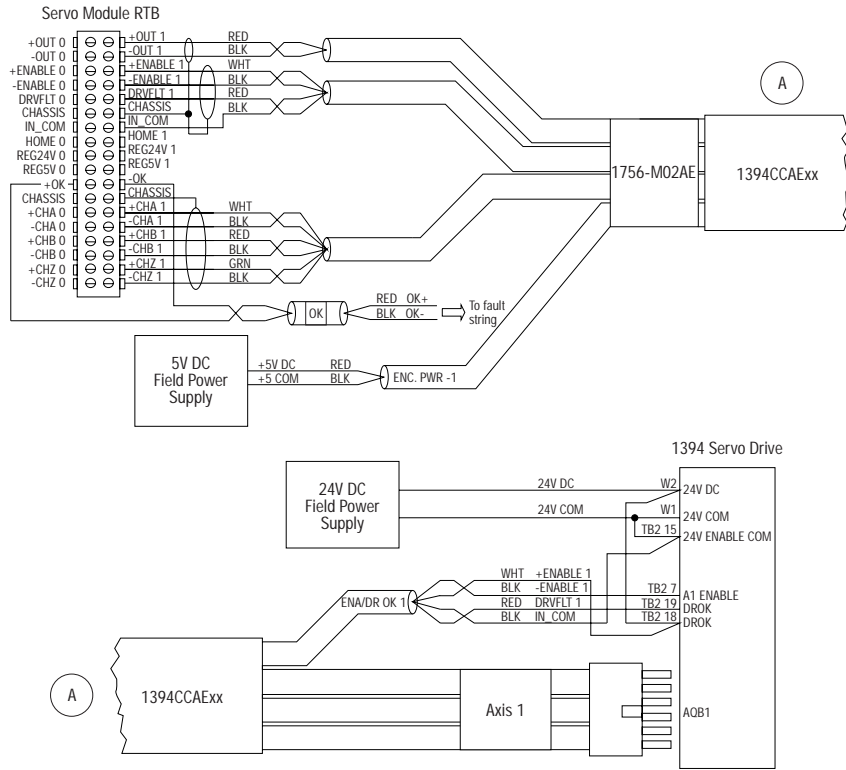 Servo Module RTB
+OUT 0 +OUT 1 RED
-OUT 0 -OUT 1 BLK
+ENABLE 0 +ENABLE 1 WHT
-ENABLE 0 -ENABLE 1 BLK
DRVFLT 0 DRVFLT 1 RED
CHASSIS CHASSIS BLK
IN_COM IN_COM
HOME 0 HOME 1
REG24V 0 REG24V 1
REG5V 0 REG5V 1
+OK -OK
CHASSIS CHASSIS
+CHA 0 +CHA 1 WHT
-CHA 0 -CHA 1 BLK
+CHB 0 +CHB 1 RED
-CHB 0 -CHB 1 BLK
+CHZ 0 +CHZ 1 GRN
-CHZ 0 -CHZ 1 BLK
A
1756-M02AE
1394CCAExx
OK
RED OK+
BLK OK-
To fault
string
5V DC
Field Power
Supply
+5V DC RED
+5 COM BLK
ENC. PWR -1
1394 Servo Drive
24V DC
Field Power
Supply
24V DC W2 24V DC
24V COM W1 24V COM
TB2 15 24V ENABLE COM
ENA/DR OK 1
WHT +ENABLE 1
BLK -ENABLE 1 TB2 7 A1 ENABLE
RED DRVFLT 1 TB2 19 DROK
BLK IN_COM TB2 18 DROK
A
1394CCAExx
Axis 1
AQB1